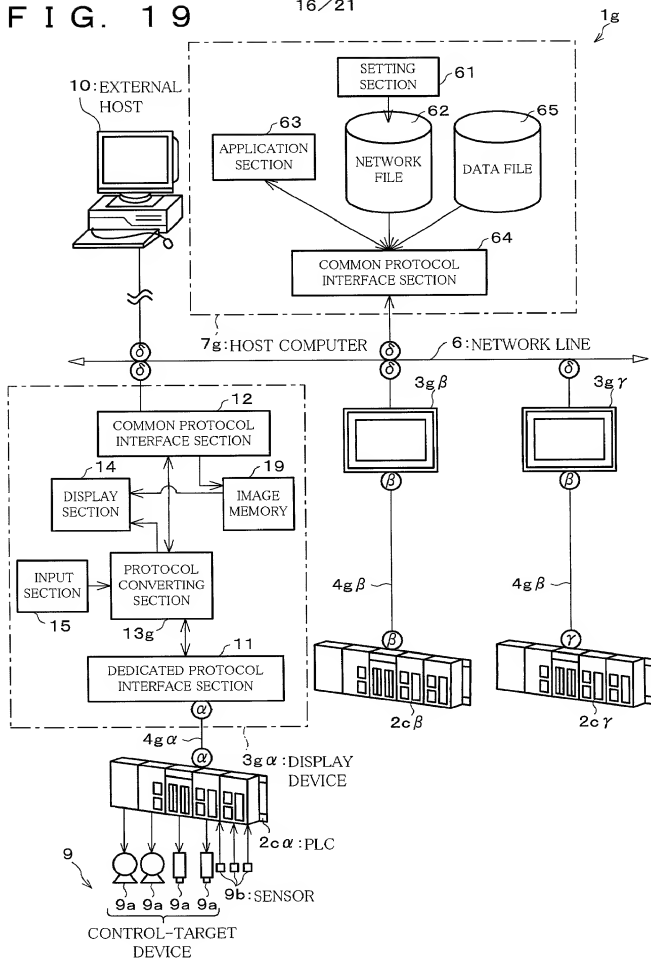 FIG. 19
16/21
1g
10:EXTERNAL
HOST
SETTING
SECTION
61
63
APPLICATION
SECTION
62
NETWORK
FILE
65
DATA FILE
64
COMMON PROTOCOL
INTERFACE SECTION
7g:HOST COMPUTER
6:NETWORK LINE
δ
δ
δ
δ
δ
3gβ
3gγ
12
COMMON PROTOCOL
INTERFACE SECTION
14
DISPLAY
SECTION
19
IMAGE
MEMORY
β
β
INPUT
SECTION
15
PROTOCOL
CONVERTING
SECTION
13g
4gβ
4gβ
11
DEDICATED PROTOCOL
INTERFACE SECTION
β
γ
α
2cβ
2cγ
4gα
α
3gα:DISPLAY
DEVICE
2cα:PLC
9
9a
9a
9a
9a
9b:SENSOR
CONTROL-TARGET
DEVICE